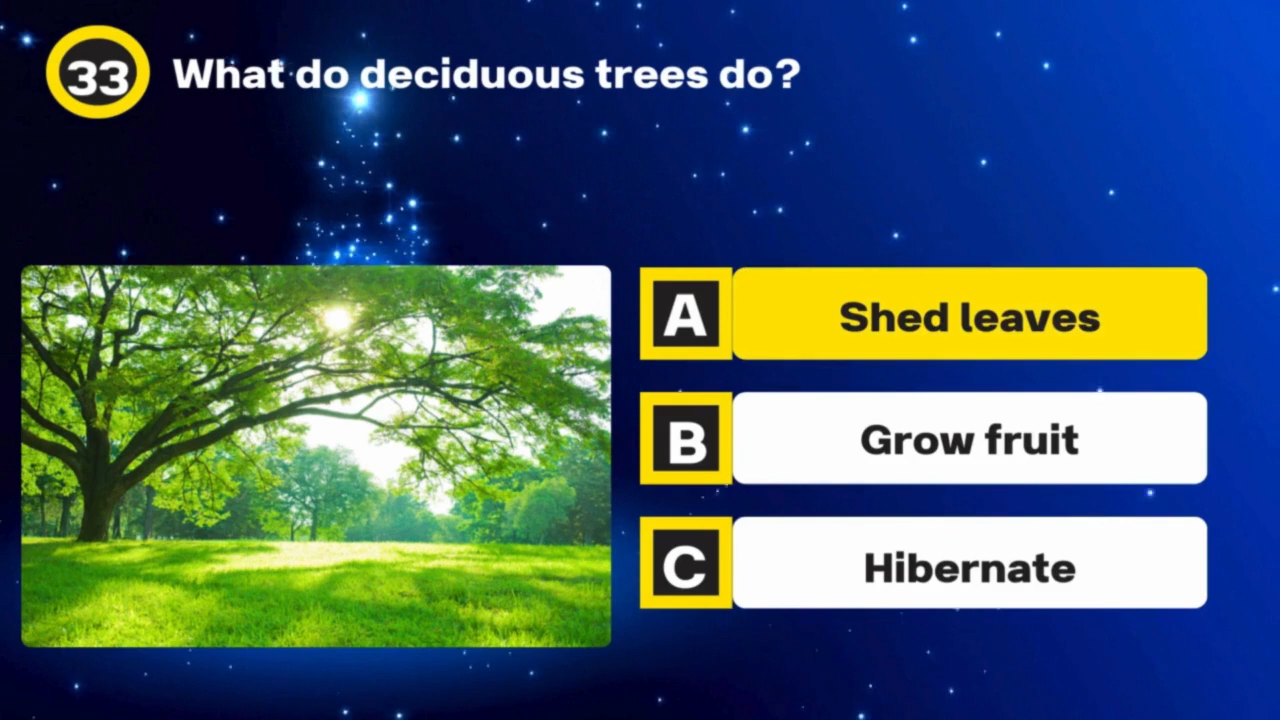 33
What do deciduous trees do?
A
Shed leaves
B
Grow fruit
C
Hibernate